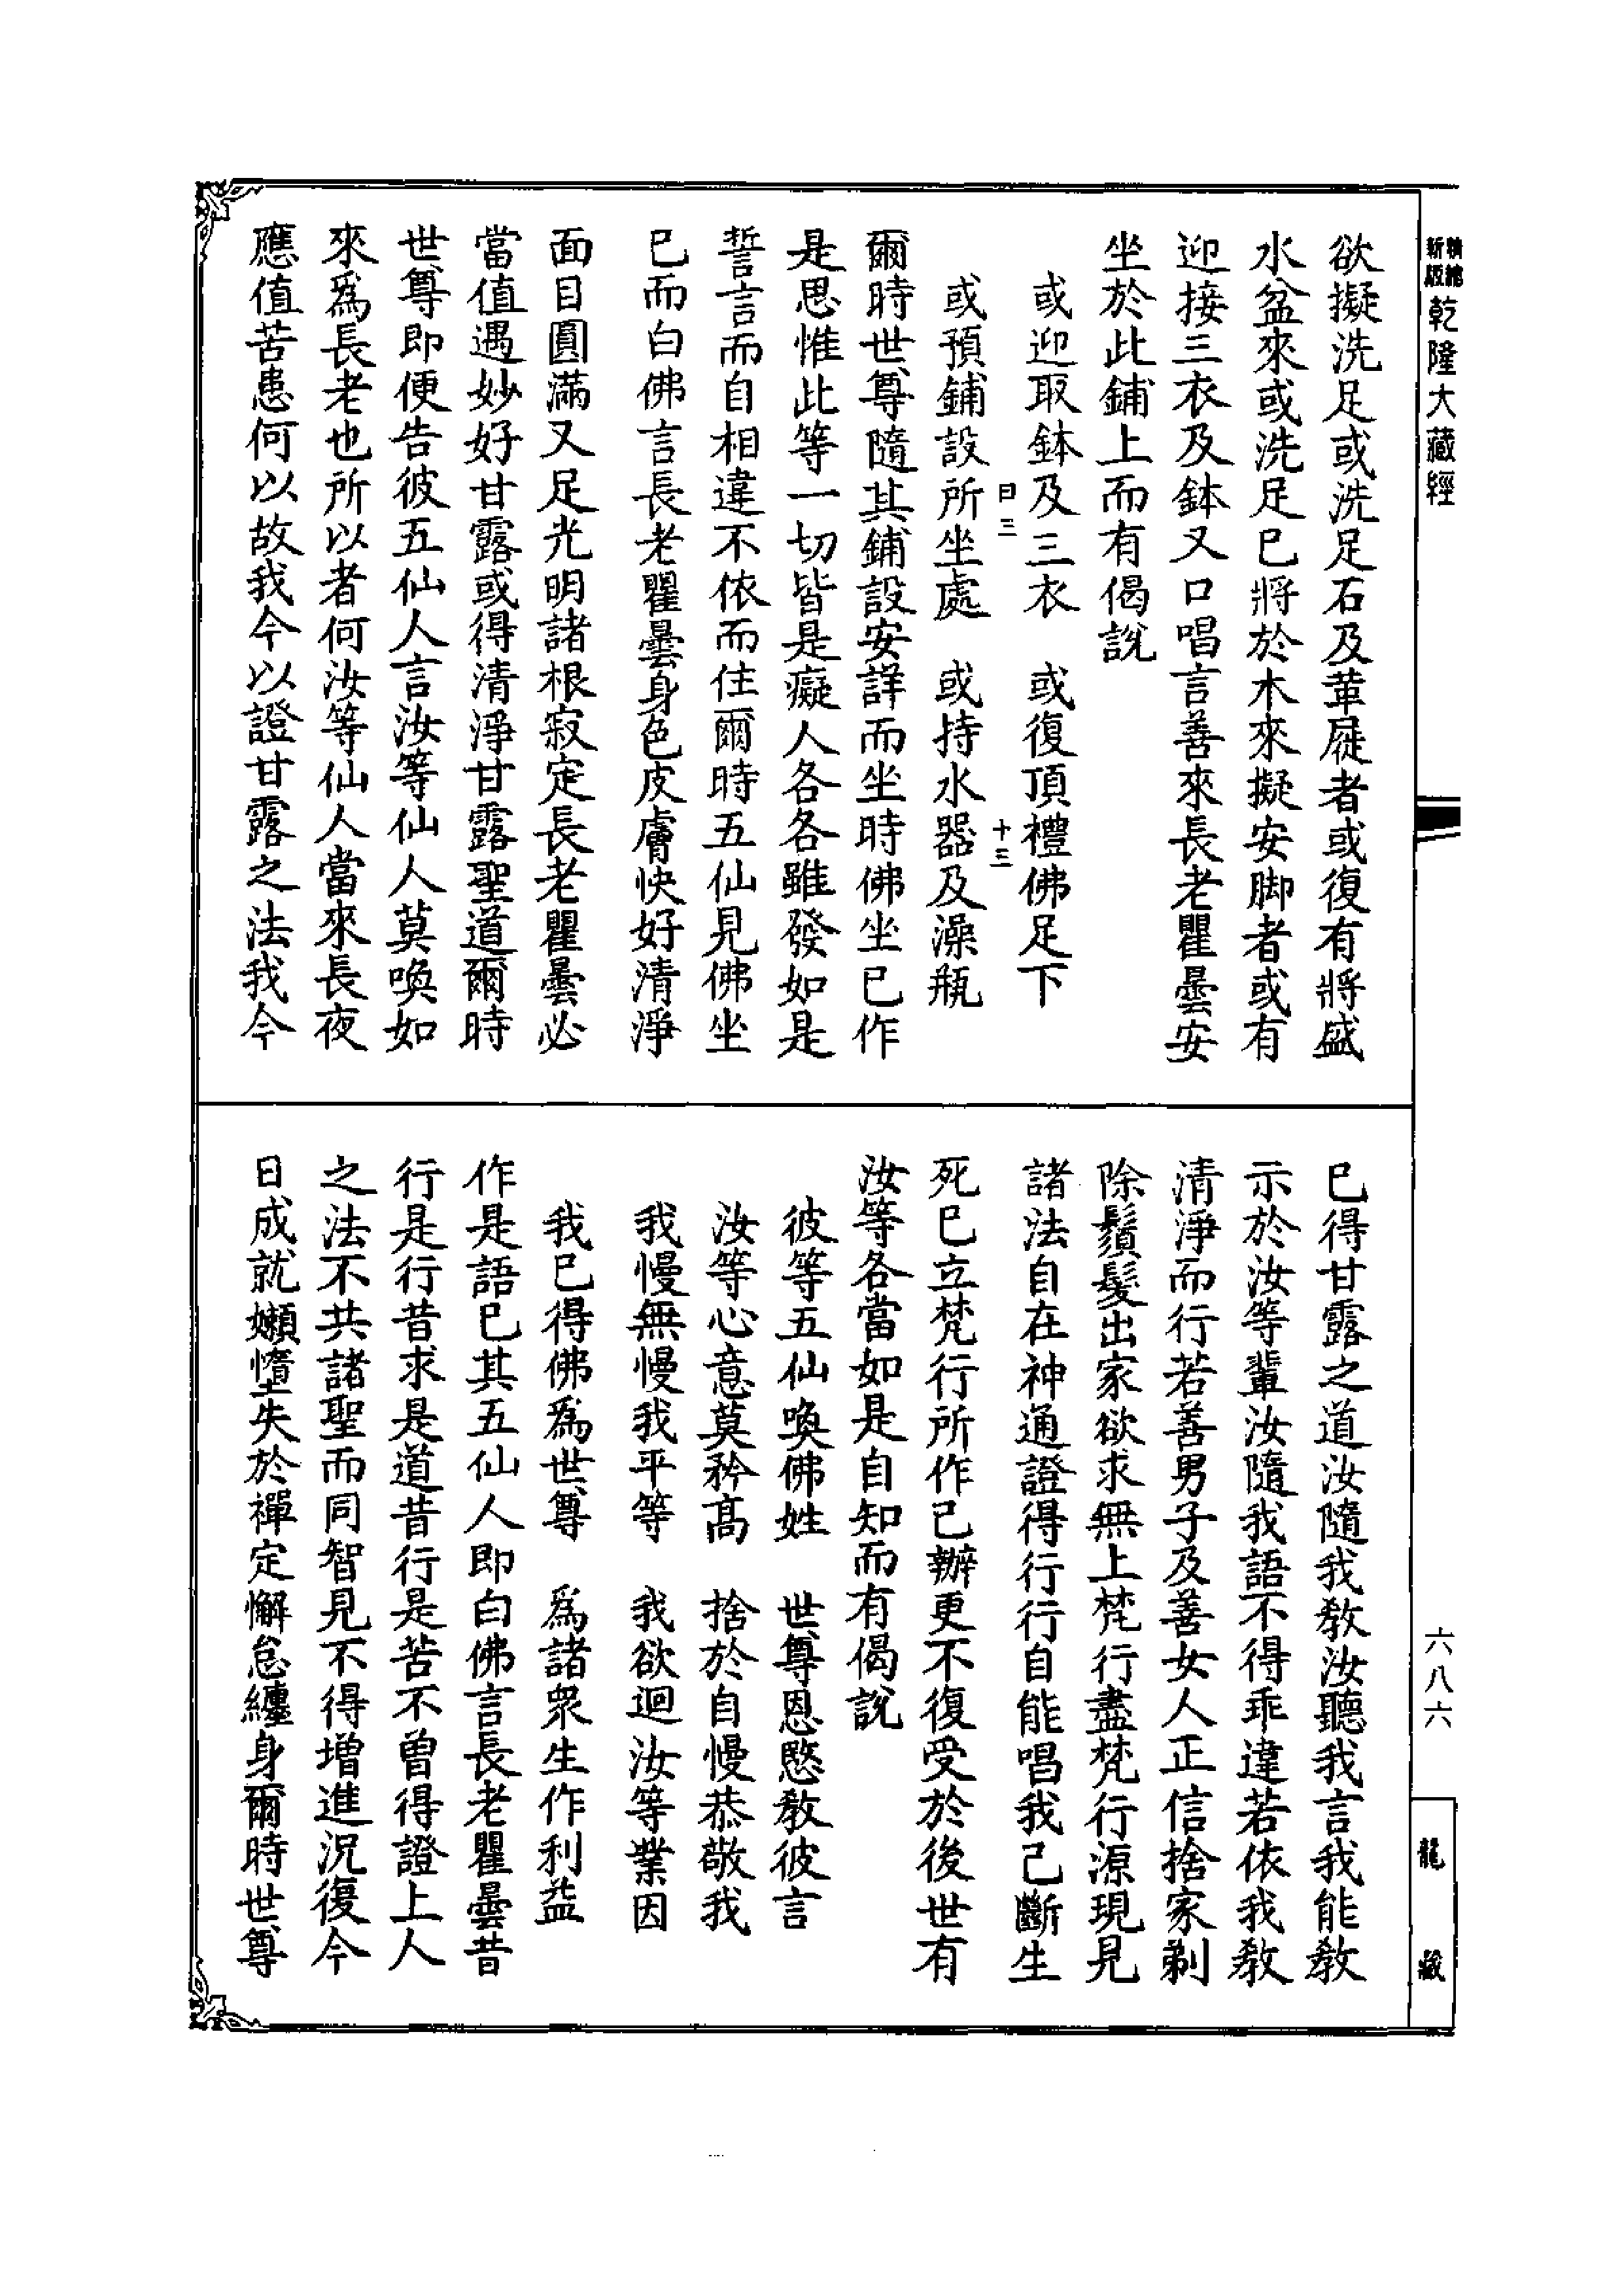 精縮
新版
乾隆大藏經
欲擬洗足或洗足石及革屣者或復有將盛
水盆來或洗足已將於木來擬安脚者或有
迎接三衣及鉢又口唱言善來長老瞿曇安
坐於此鋪上而有偈說
或迎取鉢及三衣　或復頂禮佛足下
曰三　十三
或預鋪設所坐處　或持水器及澡瓶
爾時世尊隨其鋪設安詳而坐時佛坐已作
是思惟此等一切皆是癡人各各雖發如是
誓言而自相違不依而住爾時五仙見佛坐
已而白佛言長老瞿曇身色皮膚快好清淨
面目圓滿又足光明諸根寂定長老瞿曇必
當值遇妙好甘露或得清淨甘露聖道爾時
世尊即便告彼五仙人言汝等仙人莫喚如
來爲長老也所以者何汝等仙人當來長夜
應值苦患何以故我今以證甘露之法我今
已得甘露之道汝隨我教汝聽我言我能教
示於汝等輩汝隨我語不得乖違若依我教
清淨而行若善男子及善女人正信捨家剃
除鬚髮出家欲求無上梵行盡梵行源現見
諸法自在神通證得行行自能唱我己斷生
死已立梵行所作已辦更不復受於後世有
汝等各當如是自知而有偈說
彼等五仙喚佛姓　世尊恩愍教彼言
汝等心意莫矜高　捨於自慢恭敬我
我慢無慢我平等　我欲迴汝等業因
我已得佛爲世尊　爲諸衆生作利益
作是語已其五仙人即白佛言長老瞿曇昔
行是行昔求是道昔行是苦不曾得證上人
之法不共諸聖而同智見不得增進況復今
日成就嬾惰失於禪定懈怠纏身爾時世尊
六八六
龍藏